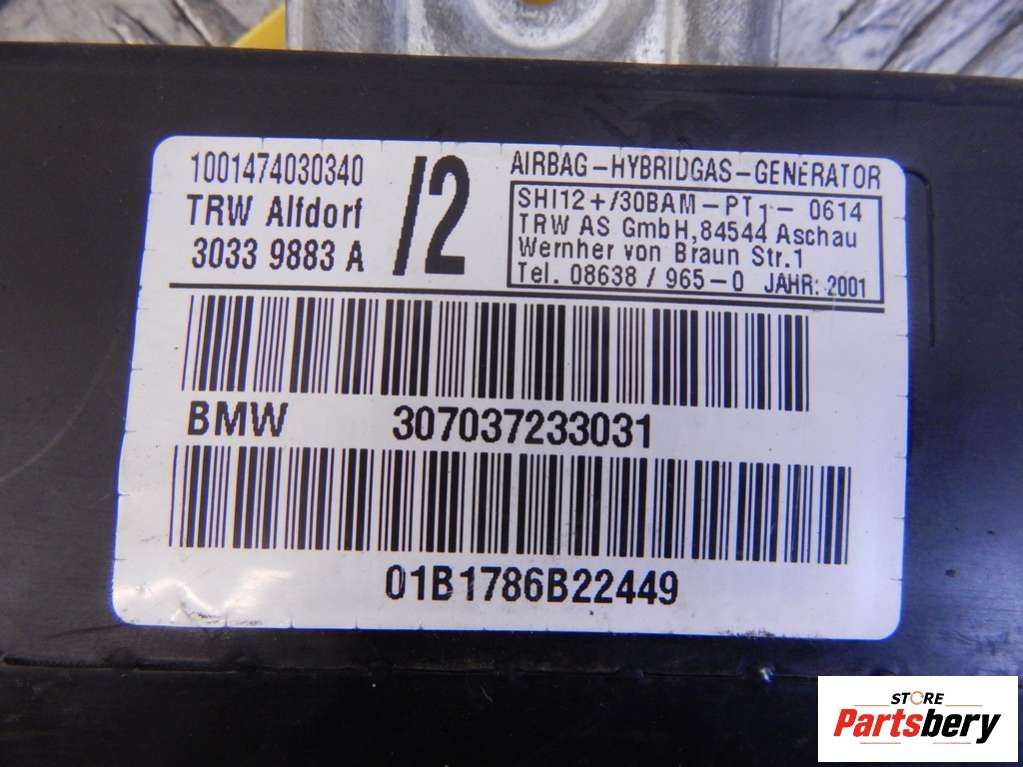 1001474030340
TRW Alfdorf
3033 9883 A
/2
AIRBAG-HYBRIDGAS-GENERATOR
SHI12+/30BAM-PT1-0614
TRW AS GmbH,84544 Aschau
Wernher von Braun Str.1
Tel. 08638/965-0 JAHR: 2001
BMW 307037233031
01B1786B22449
STORE
Partsbery